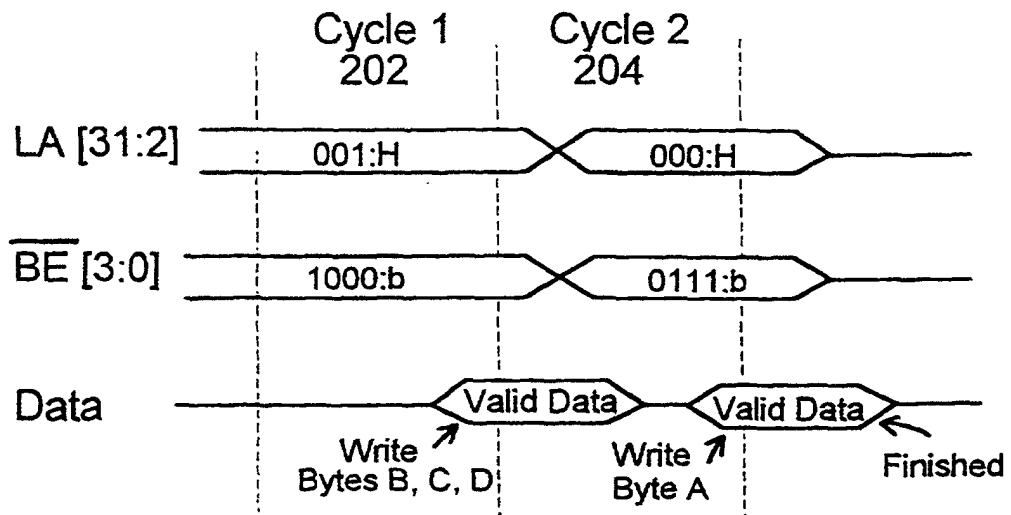 Cycle 1 Cycle 2
202 204
LA [31:2] 001:H 000:H
BE [3:0] 1000:b 0111:b
Data Valid Data Valid Data
Write Write Finished
Bytes B, C, D Byte A